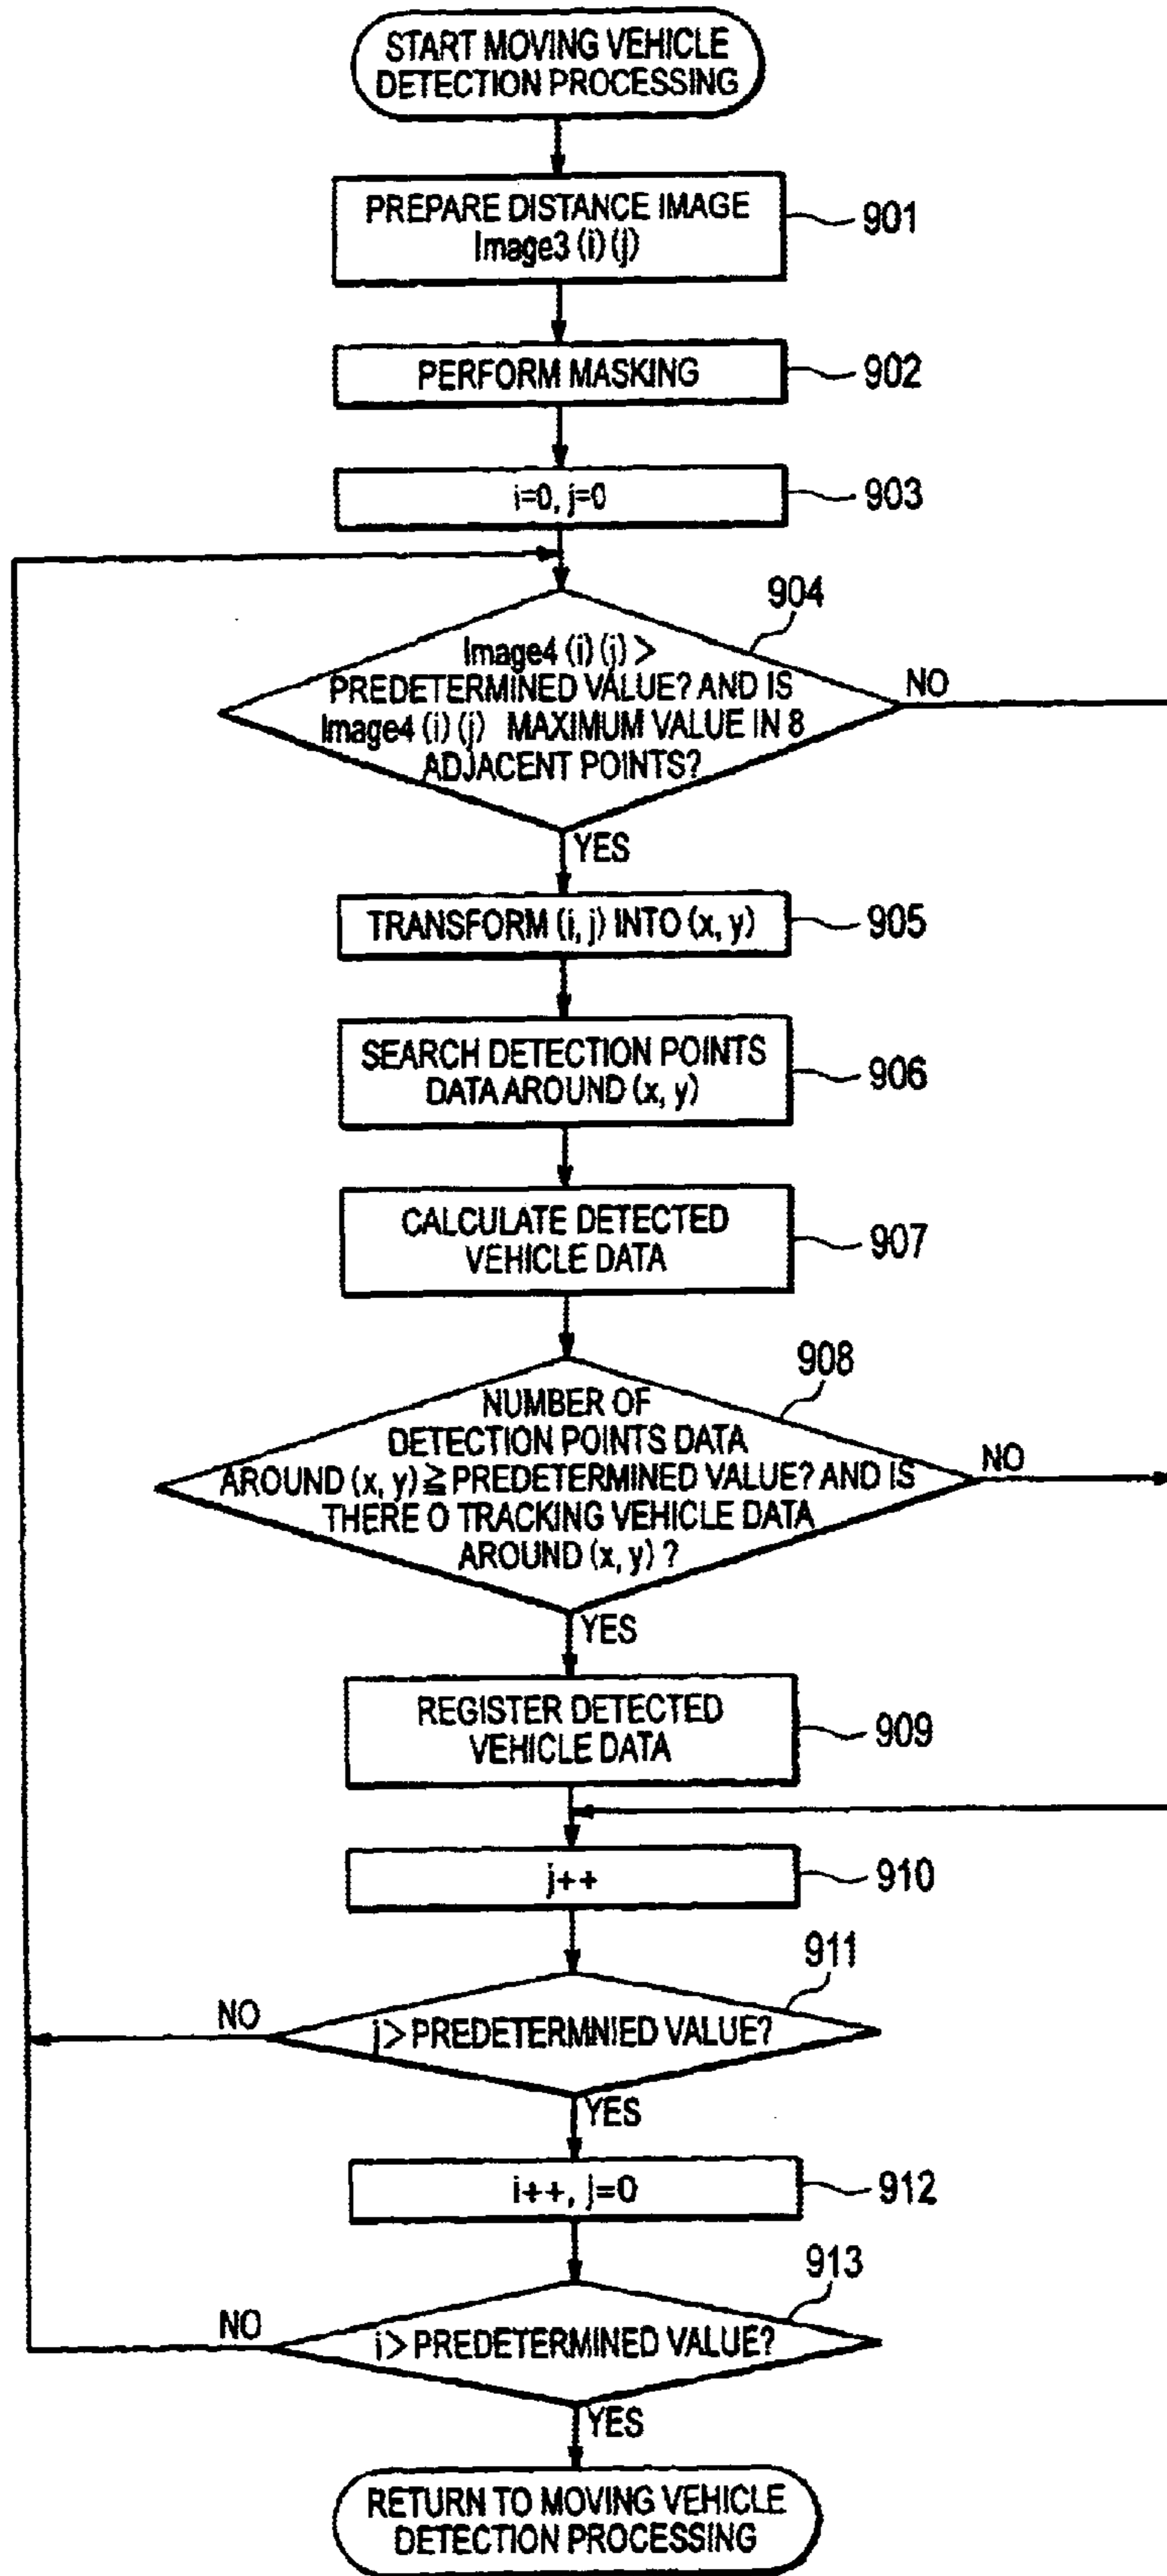 START MOVING VEHICLE
DETECTION PROCESSING
PREPARE DISTANCE IMAGE
Image3 (i) (j)
901
PERFORM MASKING
902
i=0, j=0
903
904
Image4 (i) (j) >
PREDETERMINED VALUE? AND IS
Image4 (i) (j) MAXIMUM VALUE IN 8
ADJACENT POINTS?
NO
YES
TRANSFORM (i, j) INTO (x, y)
905
SEARCH DETECTION POINTS
DATA AROUND (x, y)
906
CALCULATE DETECTED
VEHICLE DATA
907
908
NUMBER OF
DETECTION POINTS DATA
AROUND (x, y) ≧ PREDETERMINED VALUE? AND IS
THERE 0 TRACKING VEHICLE DATA
AROUND (x, y) ?
NO
YES
REGISTER DETECTED
VEHICLE DATA
909
j++
910
911
j > PREDETERMNIED VALUE?
NO
YES
i++, j=0
912
913
i > PREDETERMINED VALUE?
NO
YES
RETURN TO MOVING VEHICLE
DETECTION PROCESSING